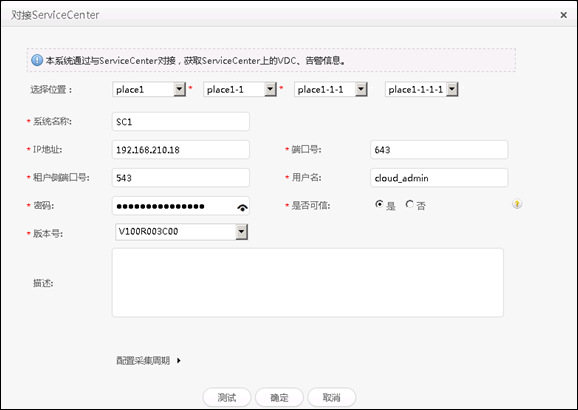 对接ServiceCenter
本系统通过与ServiceCenter对接，获取ServiceCenter上的VDC、告警信息。
选择位置： place1 * place1-1 * place1-1-1 place1-1-1-1
* 系统名称: SC1
* IP地址: 192.168.210.18 * 端口号: 643
* 租户侧端口号: 543 * 用户名: cloud_admin
* 密码: ●●●●●●●●●●●●●●● * 是否可信: 是 否
* 版本号: V100R003C00
描述:
配置采集周期
测试 确定 取消